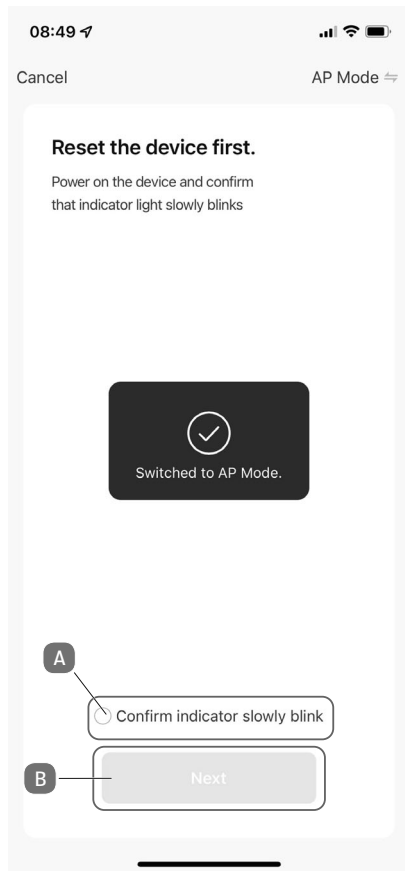 08:49
Cancel
AP Mode
Reset the device first.
Power on the device and confirm
that indicator light slowly blinks
Switched to AP Mode.
A
Confirm indicator slowly blink
B
Next